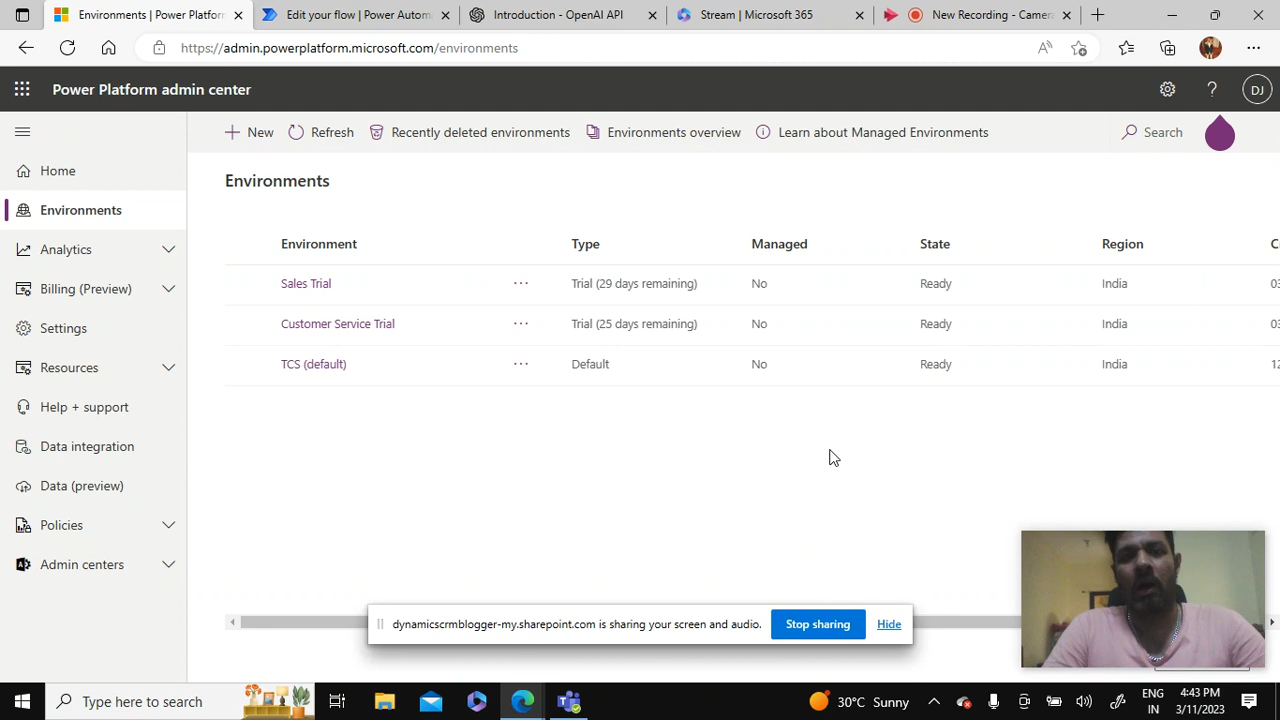 Environments | Power Platform
Edit your flow | Power Autom
Introduction - OpenAI API
Stream | Microsoft 365
New Recording - Camera
https://admin.powerplatform.microsoft.com/environments
Power Platform admin center
DJ
New
Refresh
Recently deleted environments
Environments overview
Learn about Managed Environments
Search
Home
Environments
Analytics
Billing (Preview)
Settings
Resources
Help + support
Data integration
Data (preview)
Policies
Admin centers
Environments
Environment Type Managed State Region
Sales Trial ... Trial (29 days remaining) No Ready India 03
Customer Service Trial ... Trial (25 days remaining) No Ready India 03
TCS (default) ... Default No Ready India 12
dynamicscrmblogger-my.sharepoint.com is sharing your screen and audio.
Stop sharing
Hide
Type here to search
30°C Sunny
ENG
IN
4:43 PM
3/11/2023